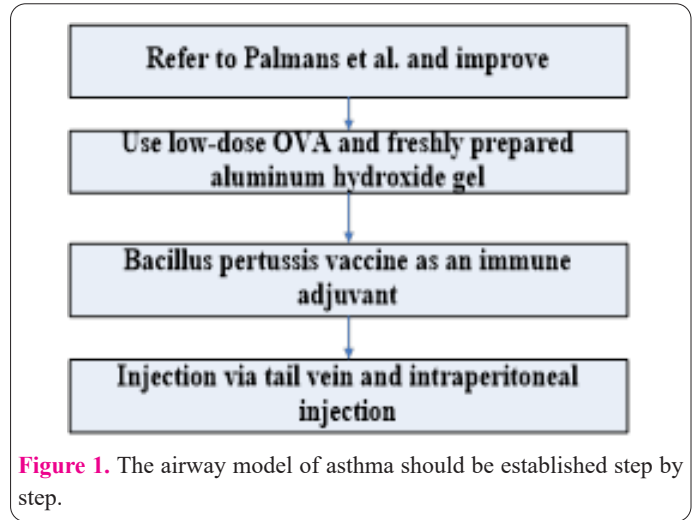 Refer to Palmans et al. and improve
Use low-dose OVA and freshly prepared
aluminum hydroxide gel
Bacillus pertussis vaccine as an immune
adjuvant
Injection via tail vein and intraperitoneal
injection
Figure 1. The airway model of asthma should be established step by
step.